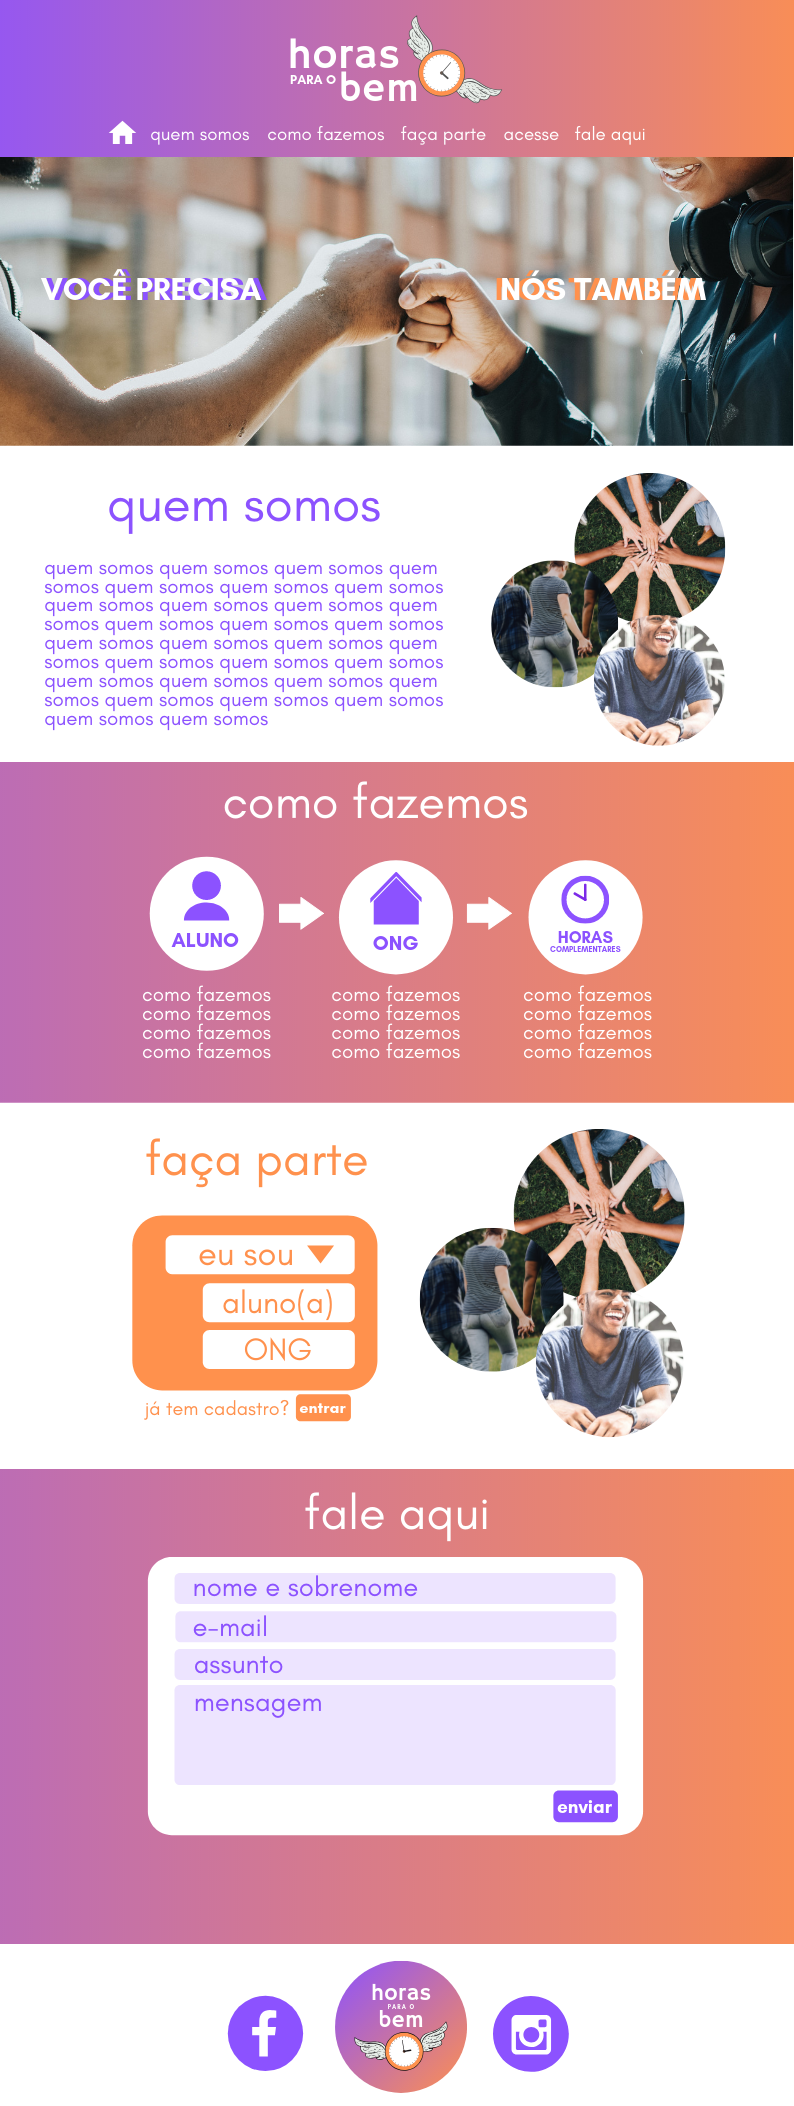 horas
PARA O bem
quem somos como fazemos faça parte acesse fale aqui
VOCÊ PRECISA NÓS TAMBÉM
quem somos
quem somos quem somos quem somos quem
somos quem somos quem somos quem somos
quem somos quem somos quem somos quem
somos quem somos quem somos quem somos
quem somos quem somos quem somos quem
somos quem somos quem somos quem somos
quem somos quem somos quem somos quem
somos quem somos quem somos quem somos
quem somos quem somos
como fazemos
ALUNO ONG HORAS
COMPLEMENTARES
como fazemos como fazemos como fazemos
como fazemos como fazemos como fazemos
como fazemos como fazemos como fazemos
como fazemos como fazemos como fazemos
faça parte
eu sou
aluno(a)
ONG
já tem cadastro? entrar
fale aqui
nome e sobrenome
e-mail
assunto
mensagem
enviar
horas
PARA O
bem